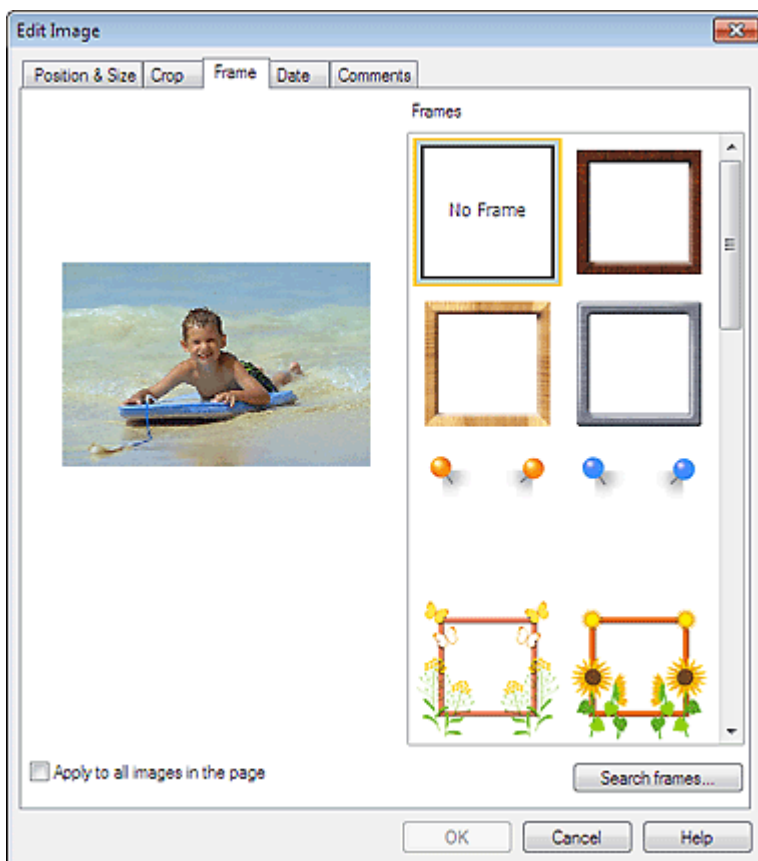 Edit Image
Position & Size Crop Frame Date Comments
Frames
No Frame
Apply to all images in the page
Search frames...
OK Cancel Help